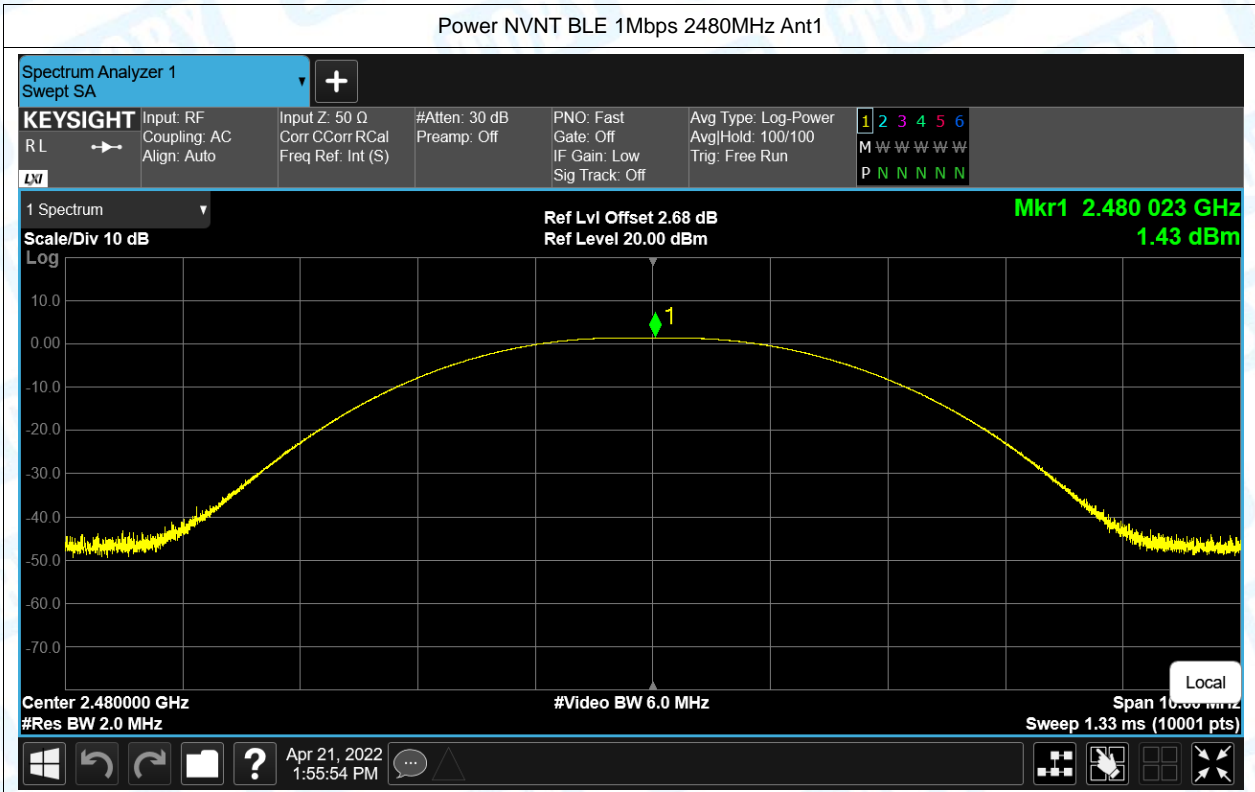 Power NVNT BLE 1Mbps 2480MHz Ant1
Spectrum Analyzer 1
Swept SA
KEYSIGHT
RL
LXI
Input: RF
Coupling: AC
Align: Auto
Input Z: 50 Ω
Corr CCorr RCal
Freq Ref: Int (S)
#Atten: 30 dB
Preamp: Off
PNO: Fast
Gate: Off
IF Gain: Low
Sig Track: Off
Avg Type: Log-Power
Avg|Hold: 100/100
Trig: Free Run
1 2 3 4 5 6
M W W W W W
P N N N N N
1 Spectrum
Scale/Div 10 dB
Ref Lvl Offset 2.68 dB
Ref Level 20.00 dBm
Mkr1 2.480 023 GHz
1.43 dBm
Log
10.0
0.00
-10.0
-20.0
-30.0
-40.0
-50.0
-60.0
-70.0
1
Center 2.480000 GHz
#Res BW 2.0 MHz
#Video BW 6.0 MHz
Local
Span 10.00 MHz
Sweep 1.33 ms (10001 pts)
?
Apr 21, 2022
1:55:54 PM